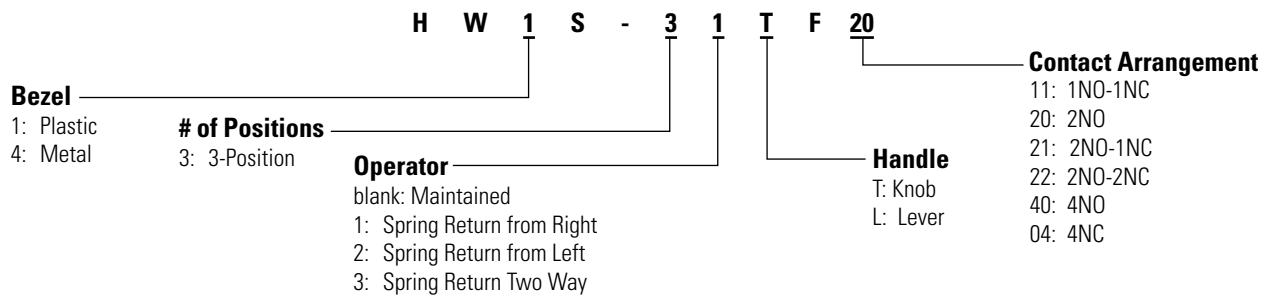 H W 1 S - 3 1 T F 20
Bezel
1: Plastic
4: Metal
# of Positions
3: 3-Position
Operator
blank: Maintained
1: Spring Return from Right
2: Spring Return from Left
3: Spring Return Two Way
Handle
T: Knob
L: Lever
Contact Arrangement
11: 1NO-1NC
20: 2NO
21: 2NO-1NC
22: 2NO-2NC
40: 4NO
04: 4NC